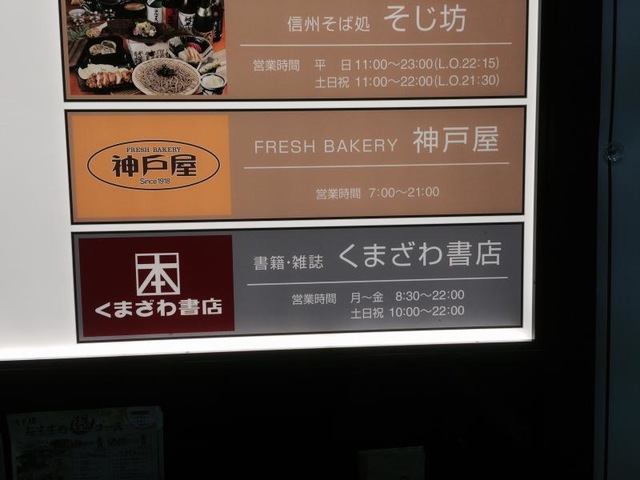 信州そば処 そじ坊
営業時間 平 日 11:00〜23:00(L.O.22:15)
土日祝 11:00〜22:00(L.O.21:30)
FRESH BAKERY
神戸屋
Since 1918
FRESH BAKERY 神戸屋
営業時間 7:00〜21:00
本
くまざわ書店
書籍・雑誌 くまざわ書店
営業時間 月〜金 8:30〜22:00
土日祝 10:00〜22:00